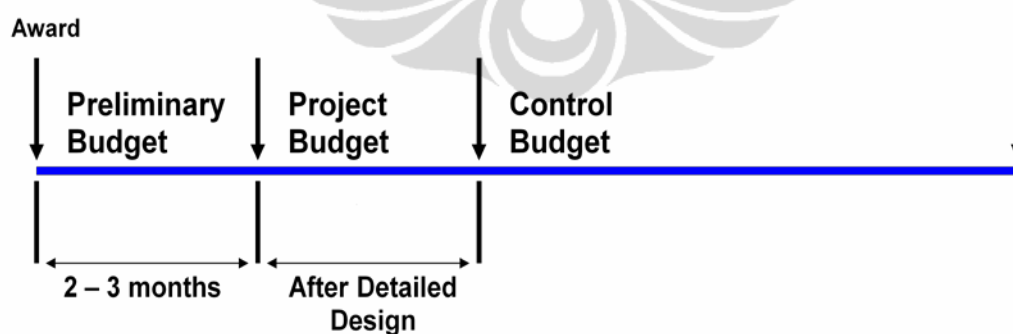 Award
Preliminary
Budget
Project
Budget
Control
Budget
2 – 3 months
After Detailed
Design